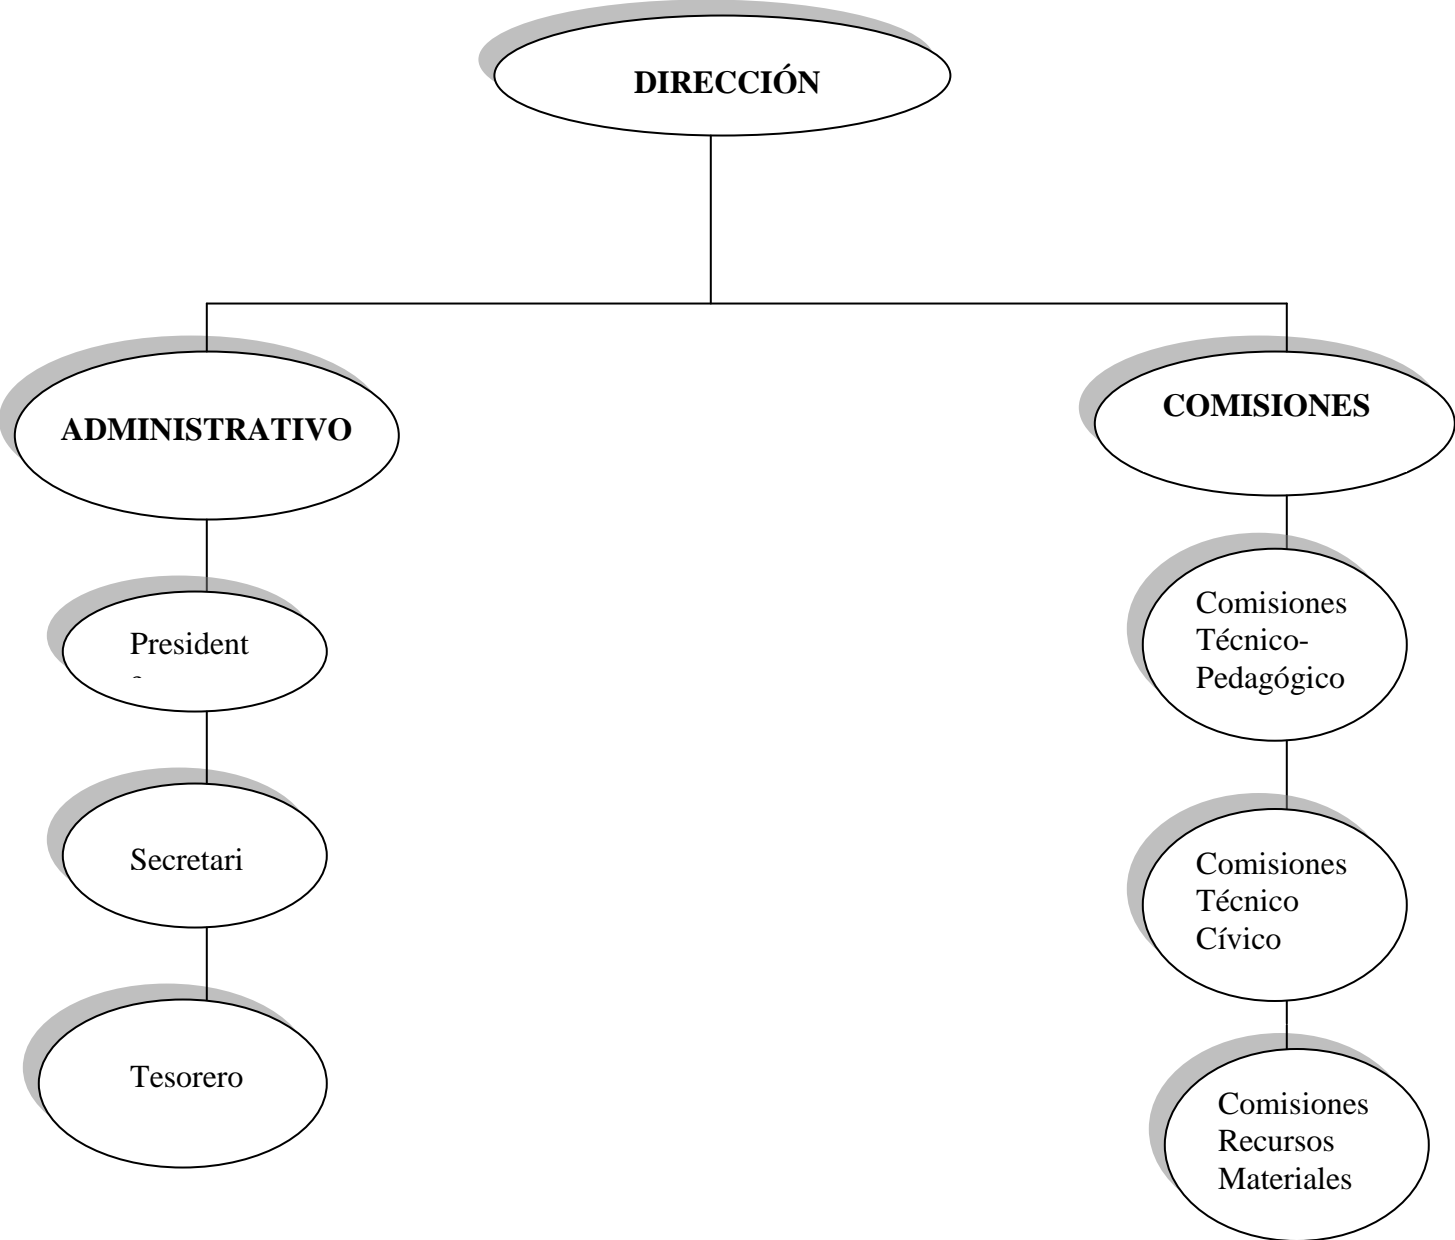 DIRECCIÓN
ADMINISTRATIVO
President
Secretari
Tesorero
COMISIONES
Comisiones
Técnico-
Pedagógico
Comisiones
Técnico
Cívico
Comisiones
Recursos
Materiales